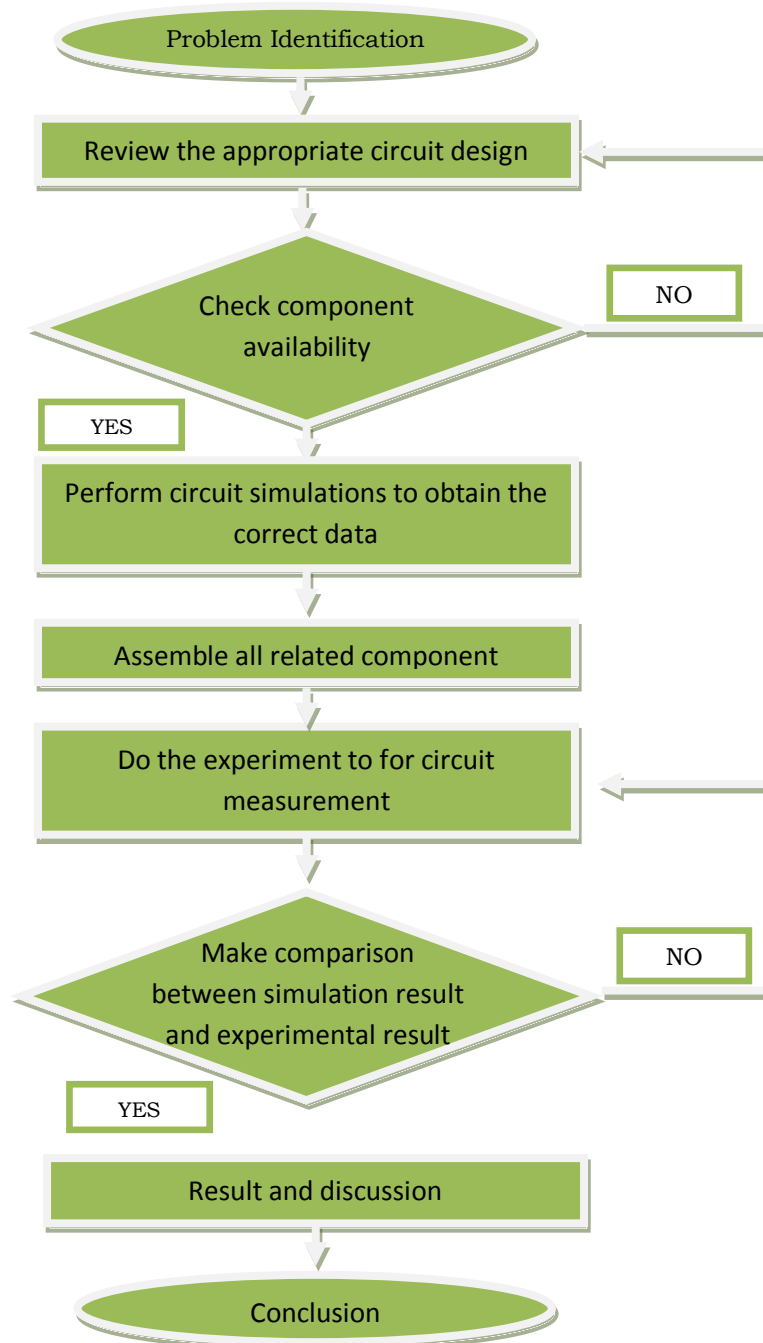 Problem Identification
Review the appropriate circuit design
Check component
availability
NO
YES
Perform circuit simulations to obtain the
correct data
Assemble all related component
Do the experiment to for circuit
measurement
Make comparison
between simulation result
and experimental result
NO
YES
Result and discussion
Conclusion